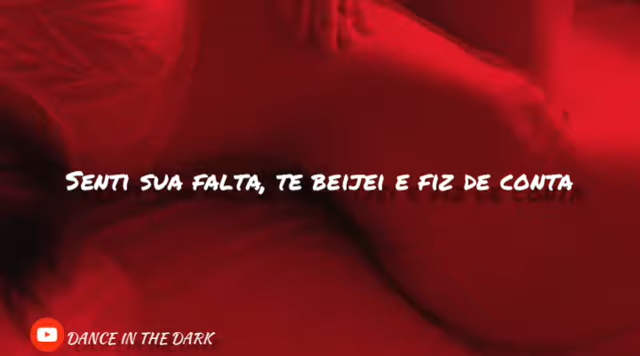 Senti sua falta, te beijei e fiz de conta
DANCE IN THE DARK